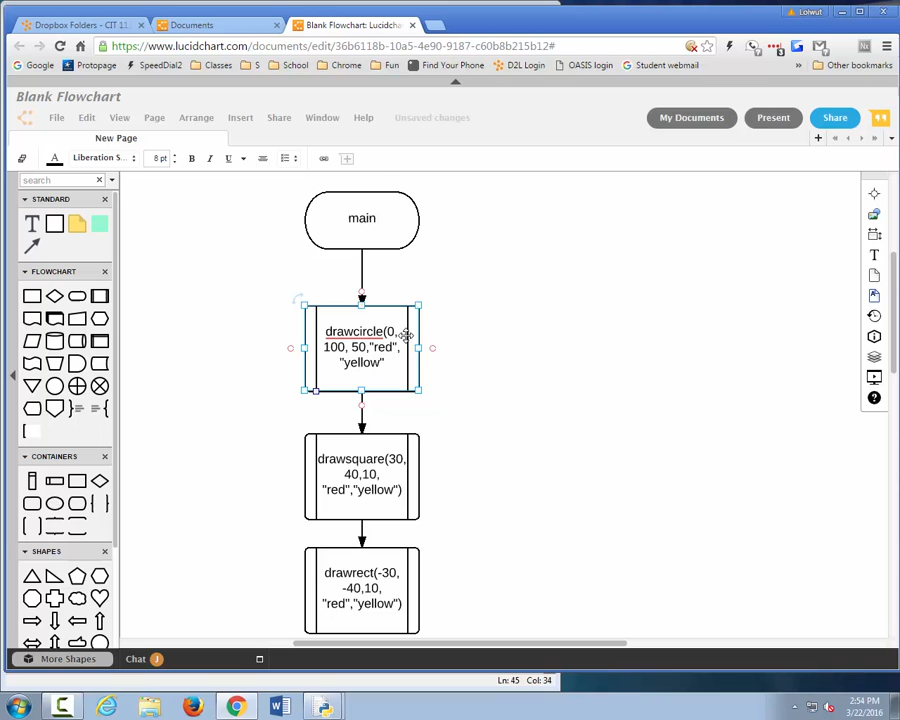 Loiwut
Dropbox Folders - CIT 11
Documents
Blank Flowchart: Lucidchar
https://www.lucidchart.com/documents/edit/36b6118b-10a5-4e90-9187-c60b8b215b12#
Google Protopage SpeedDial2 Classes S School Chrome Fun Find Your Phone D2L Login OASIS login Student webmail » Other bookmarks
Blank Flowchart
File Edit View Page Arrange Insert Share Window Help Unsaved changes
My Documents Present Share
New Page
Liberation S... 8 pt B I U
search
STANDARD
T
FLOWCHART
CONTAINERS
SHAPES
main
drawcircle(0,
100, 50,"red",
"yellow"
drawsquare(30,
40,10,
"red","yellow")
drawrect(-30,
-40,10,
"red","yellow")
More Shapes
Chat J
Ln: 45 Col: 34
2:54 PM
3/22/2016